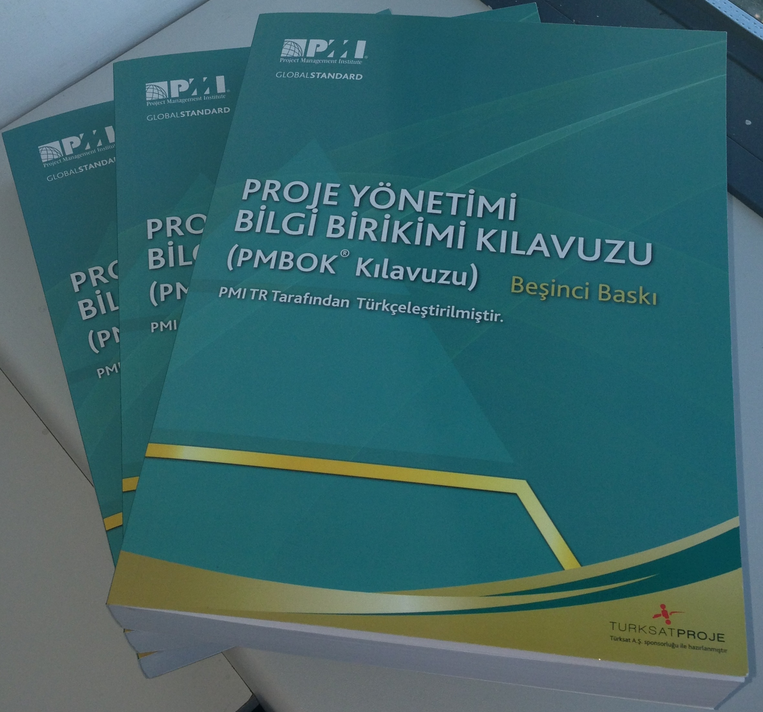 PMI
Project Management Institute
GLOBALSTANDARD
PROJE YÖNETİMİ
BİLGİ BİRİKİMİ KILAVUZU
(PMBOK® Kılavuzu)
Beşinci Baskı
PMI TR Tarafından Türkçeleştirilmiştir.
TURKSATPROJE
Türksat A.Ş. sponsorluğu ile hazırlanmıştır
PMI
Project Management Institute
GLOBALSTANDARD
PRO
BİLG
(PM
PMI
PMI
Project Management Institute
GLOBALSTANDARD
PRO
BİL
(PM
PMI